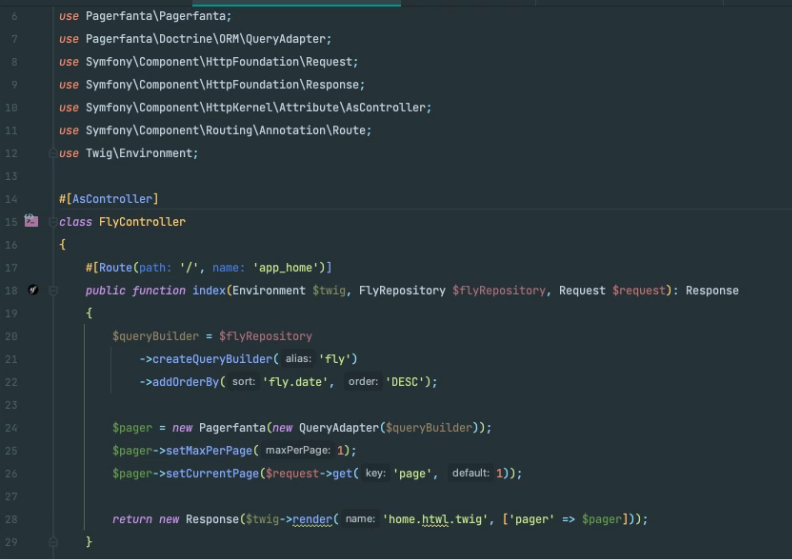 6 use Pagerfanta\Pagerfanta;
7 use Pagerfanta\Doctrine\ORM\QueryAdapter;
8 use Symfony\Component\HttpFoundation\Request;
9 use Symfony\Component\HttpFoundation\Response;
10 use Symfony\Component\HttpKernel\Attribute\AsController;
11 use Symfony\Component\Routing\Annotation\Route;
12 use Twig\Environment;
13
14 #[AsController]
15 class FlyController
16 {
17 #[Route(path: '/', name: 'app_home')]
18 public function index(Environment $twig, FlyRepository $flyRepository, Request $request): Response
19 {
20 $queryBuilder = $flyRepository
21 ->createQueryBuilder( alias: 'fly')
22 ->addOrderBy( sort: 'fly.date', order: 'DESC');
23
24 $pager = new Pagerfanta(new QueryAdapter($queryBuilder));
25 $pager->setMaxPerPage( maxPerPage: 1);
26 $pager->setCurrentPage($request->get( key: 'page', default: 1));
27
28 return new Response($twig->render( name: 'home.htwl.twig', ['pager' => $pager]));
29 }